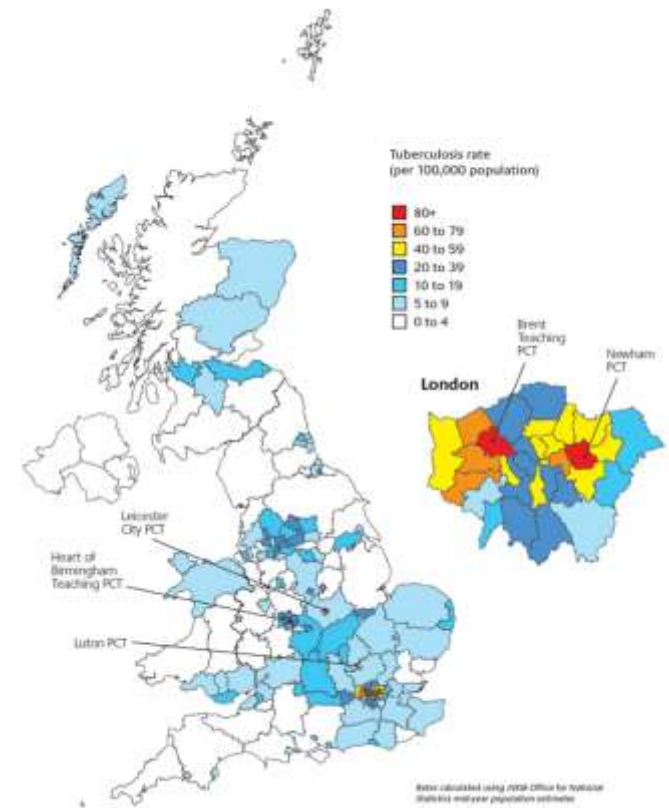 Tuberculosis rate
(per 100,000 population)
80+
60 to 79
40 to 59
20 to 39
10 to 19
5 to 9
0 to 4
Brent
Teaching
PCT
Newham
PCT
London
Leicester
City PCT
Heart of
Birmingham
Teaching PCT
Luton PCT
Rates calculated using 2008 Office for National
Statistics mid-year population estimates